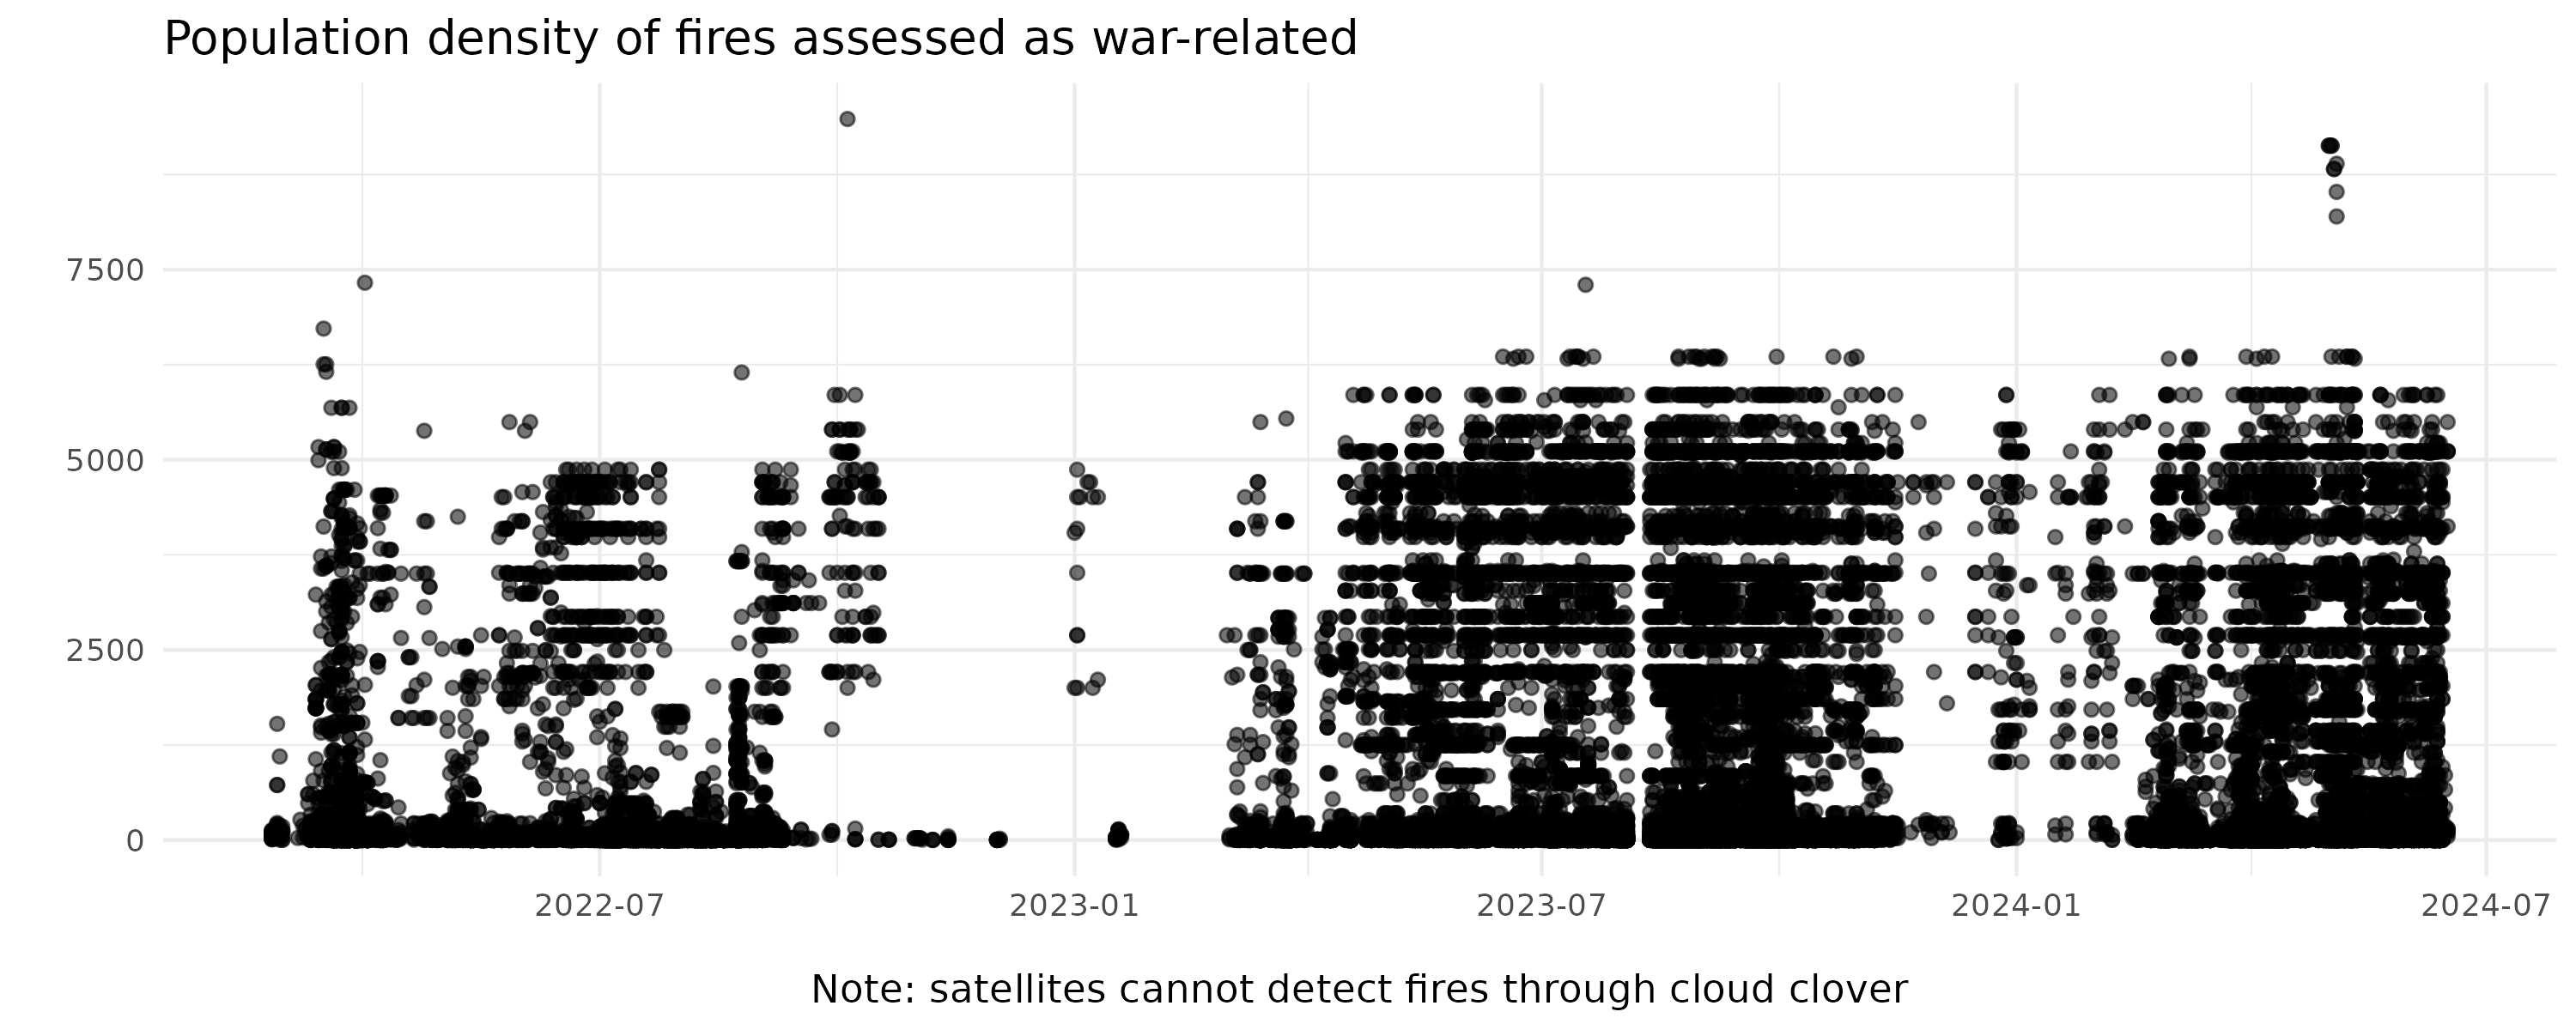 Population density of fires assessed as war-related
7500
5000
2500
0
2022-07 2023-01 2023-07 2024-01 2024-07
Note: satellites cannot detect fires through cloud clover